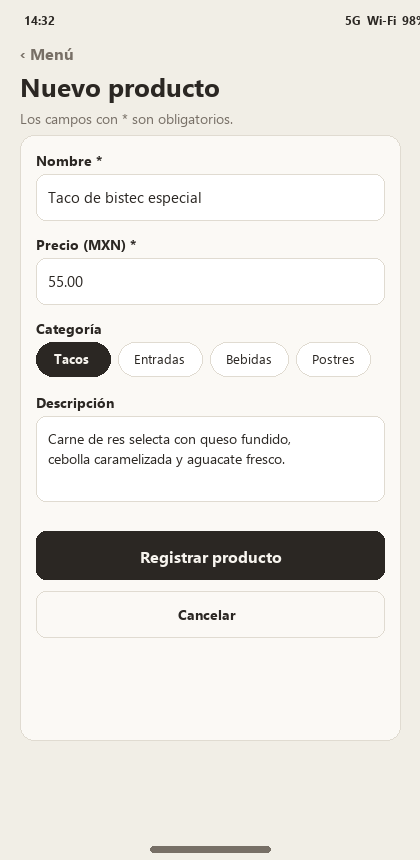 14:32
5G Wi-Fi 98%
‹ Menú
Nuevo producto
Los campos con * son obligatorios.
Nombre *
Taco de bistec especial
Precio (MXN) *
55.00
Categoría
Tacos Entradas Bebidas Postres
Descripción
Carne de res selecta con queso fundido,
cebolla caramelizada y aguacate fresco.
Registrar producto
Cancelar